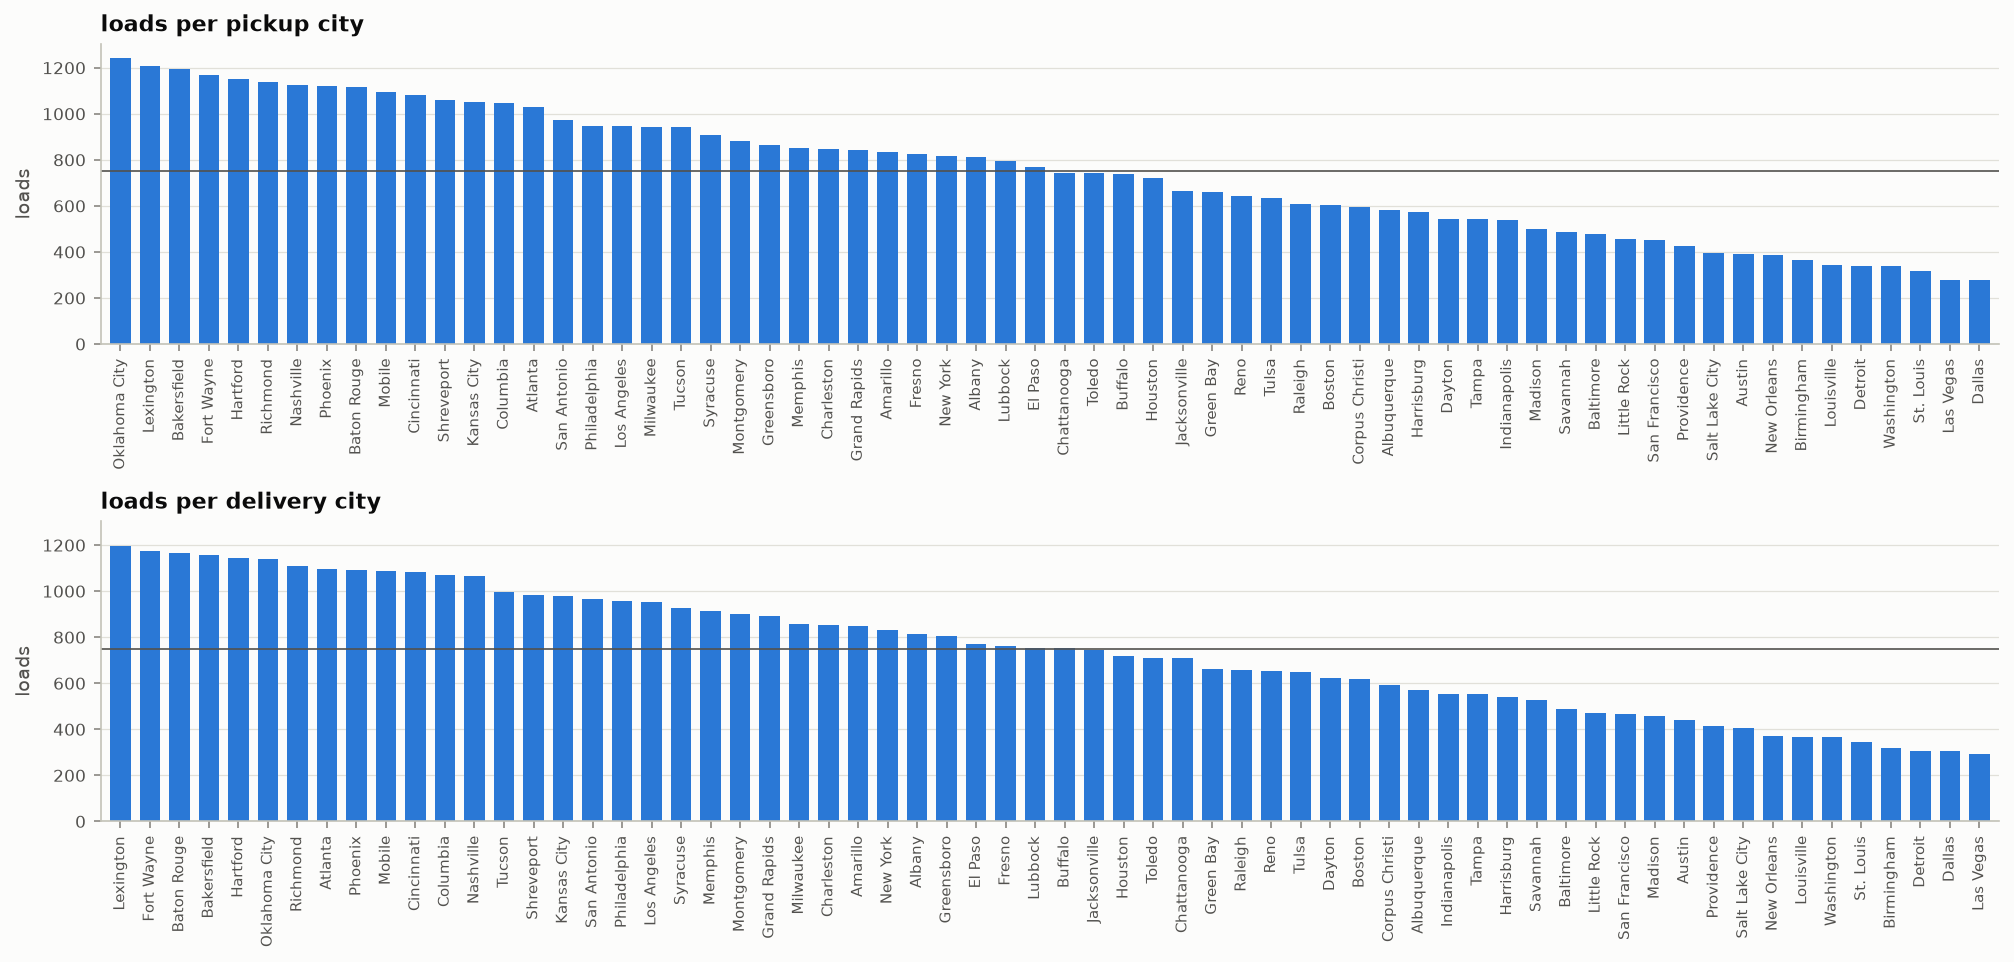 loads per pickup city
1200
1000
800
600
400
200
0
loads
Oklahoma City
Lexington
Bakersfield
Fort Wayne
Hartford
Richmond
Nashville
Phoenix
Baton Rouge
Mobile
Cincinnati
Shreveport
Kansas City
Columbia
Atlanta
San Antonio
Philadelphia
Los Angeles
Milwaukee
Tucson
Syracuse
Montgomery
Greensboro
Memphis
Charleston
Grand Rapids
Amarillo
Fresno
New York
Albany
Lubbock
El Paso
Chattanooga
Toledo
Buffalo
Houston
Jacksonville
Green Bay
Reno
Tulsa
Raleigh
Boston
Corpus Christi
Albuquerque
Harrisburg
Dayton
Tampa
Indianapolis
Madison
Savannah
Baltimore
Little Rock
San Francisco
Providence
Salt Lake City
Austin
New Orleans
Birmingham
Louisville
Detroit
Washington
St. Louis
Las Vegas
Dallas
loads per delivery city
1200
1000
800
600
400
200
0
loads
Lexington
Fort Wayne
Baton Rouge
Bakersfield
Hartford
Oklahoma City
Richmond
Atlanta
Phoenix
Mobile
Cincinnati
Columbia
Nashville
Tucson
Shreveport
Kansas City
San Antonio
Philadelphia
Los Angeles
Syracuse
Memphis
Montgomery
Grand Rapids
Milwaukee
Charleston
Amarillo
New York
Albany
Greensboro
El Paso
Fresno
Lubbock
Buffalo
Jacksonville
Houston
Toledo
Chattanooga
Green Bay
Raleigh
Reno
Tulsa
Dayton
Boston
Corpus Christi
Albuquerque
Indianapolis
Tampa
Harrisburg
Savannah
Baltimore
Little Rock
San Francisco
Madison
Austin
Providence
Salt Lake City
New Orleans
Louisville
Washington
St. Louis
Birmingham
Detroit
Dallas
Las Vegas